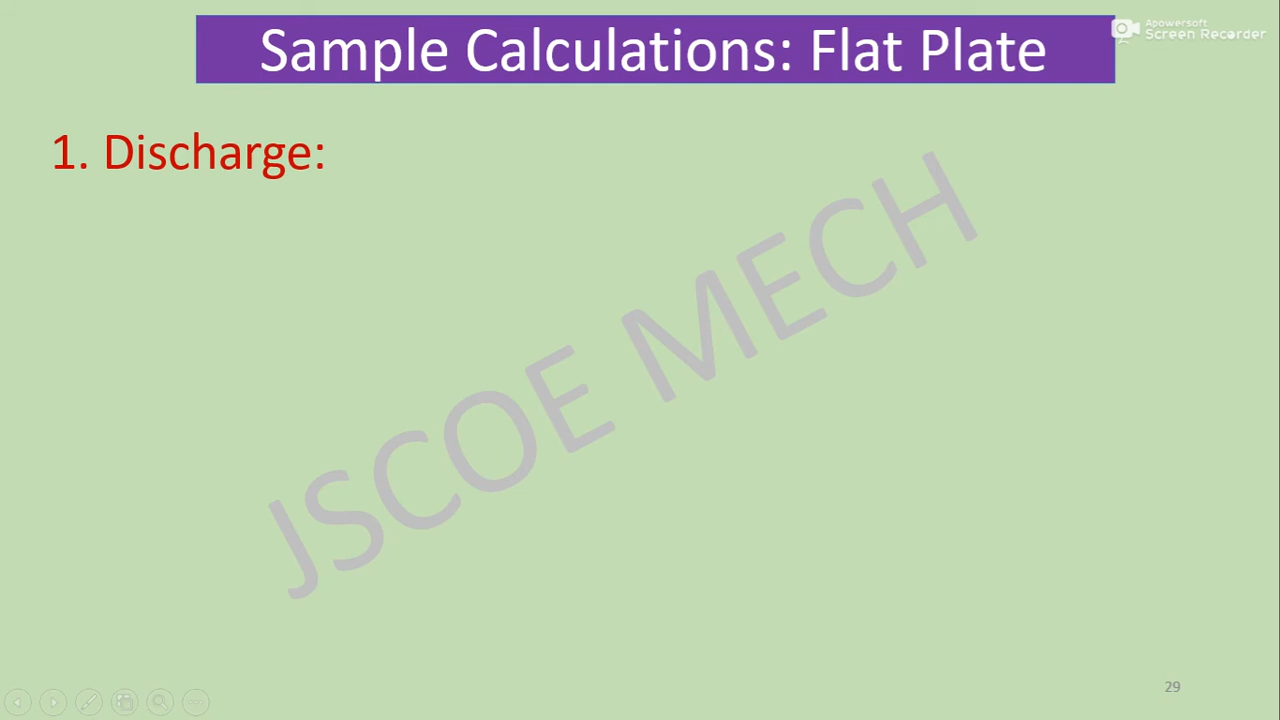 Sample Calculations: Flat Plate
Apowersoft
Screen Recorder
1. Discharge:
JSCOE MECH
29